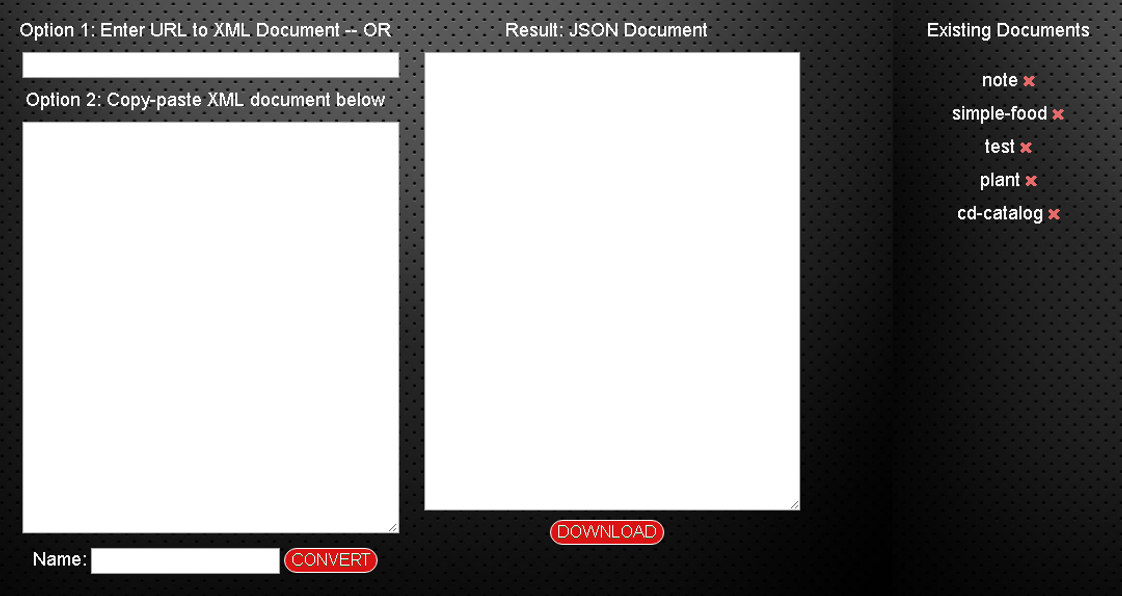 Option 1: Enter URL to XML Document -- OR
Option 2: Copy-paste XML document below
Name:
CONVERT
Result: JSON Document
DOWNLOAD
Existing Documents
note
simple-food
test
plant
cd-catalog